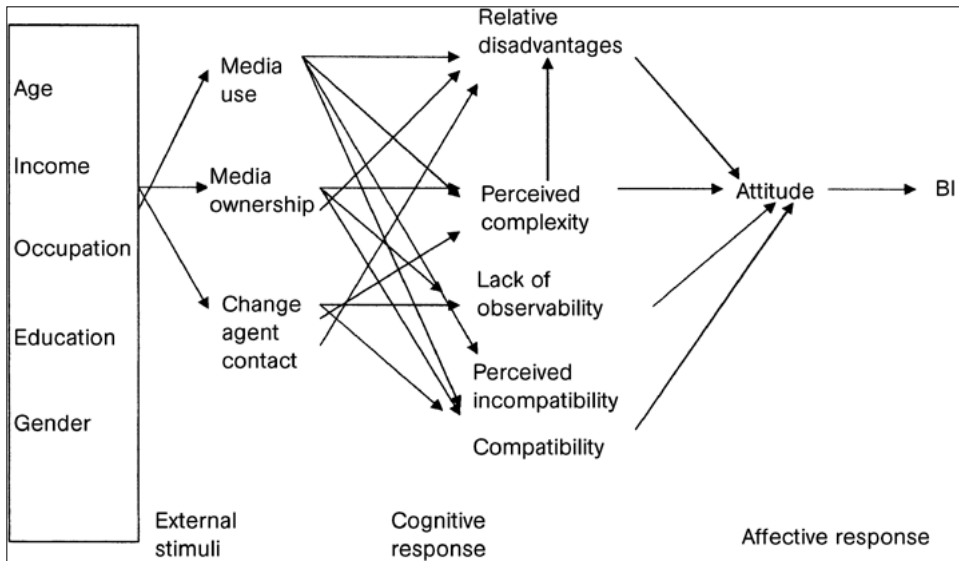 Age
Income
Occupation
Education
Gender
Media
use
Media
ownership
Change
agent
contact
External
stimuli
Relative
disadvantages
Perceived
complexity
Lack of
observability
Perceived
incompatibility
Compatibility
Cognitive
response
Attitude
BI
Affective response